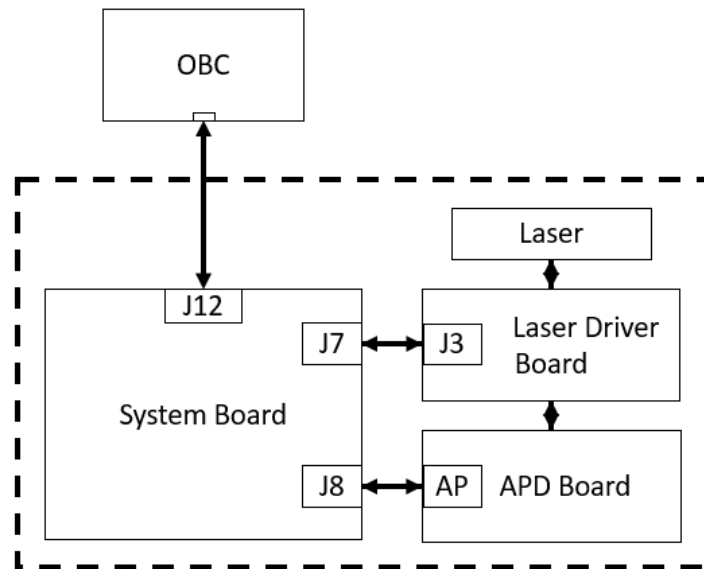 OBC
Laser
J12
J7
J3
Laser Driver
Board
System Board
J8
AP
APD Board